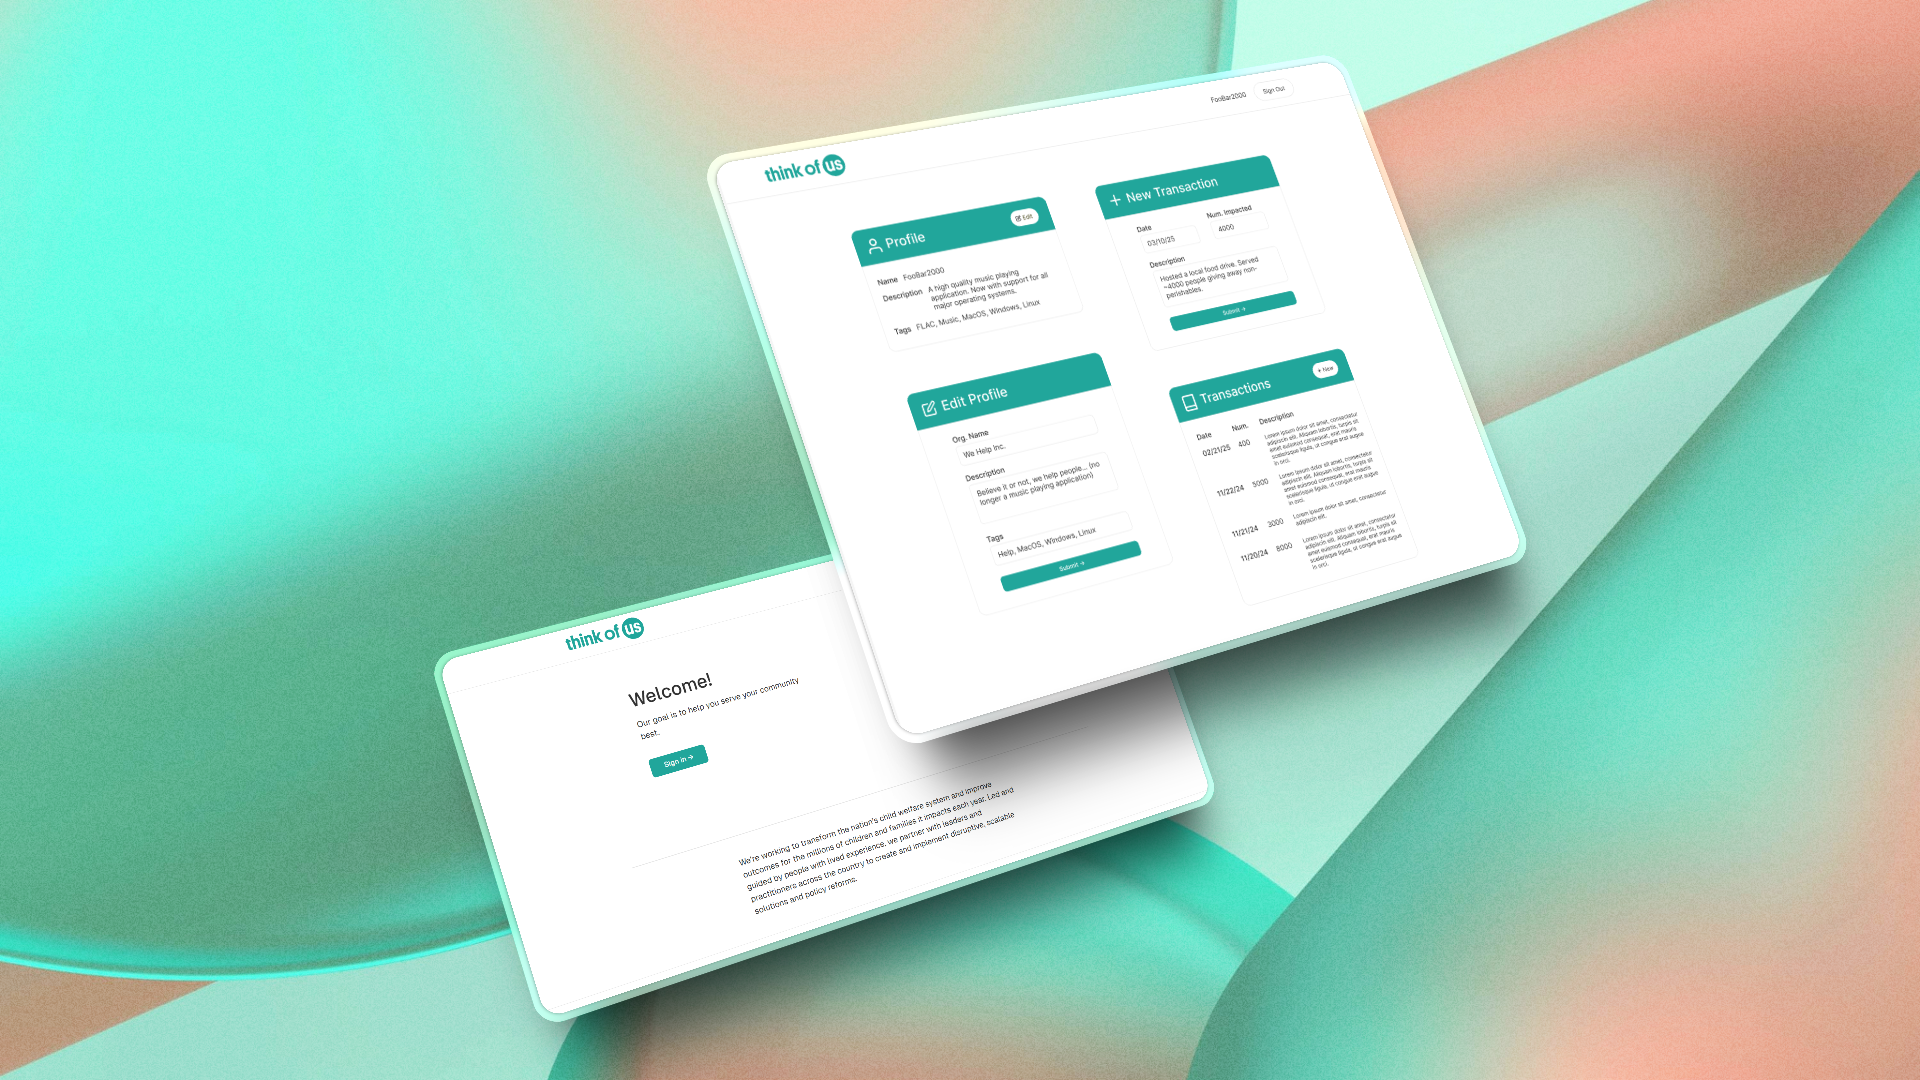 FooBar2000
Sign Out
think of us
Profile
Edit
Name FooBar2000
Description A high quality music playing
application. Now with support for all
major operating systems.
Tags FLAC, Music, MacOS, Windows, Linux
+ New Transaction
Date
Num. Impacted
03/10/25
4000
Description
Hosted a local food drive. Served
~4000 people giving away non-
perishables.
Submit →
Edit Profile
Org. Name
We Help Inc.
Description
Believe it or not, we help people... (no
longer a music playing application)
Tags
Help, MacOS, Windows, Linux
Submit →
Transactions
+ New
Date Num. Description
02/21/25 400 Lorem ipsum dolor sit amet, consectetur
adipiscin elit. Aliquam lobortis, turpis sit
amet euismod consequat, erat mauris
scelerisque ligula, ut congue erat augue
in orci.
11/22/24 5000 Lorem ipsum dolor sit amet, consectetur
adipiscin elit. Aliquam lobortis, turpis sit
amet euismod consequat, erat mauris
scelerisque ligula, ut congue erat augue
in orci.
11/21/24 3000 Lorem ipsum dolor sit amet, consectetur
adipiscin elit.
11/20/24 8000 Lorem ipsum dolor sit amet, consectetur
adipiscin elit. Aliquam lobortis, turpis sit
amet euismod consequat, erat mauris
scelerisque ligula, ut congue erat augue
in orci.
think of us
Welcome!
Our goal is to help you serve your community
best.
Sign in →
We're working to transform the nation's child welfare system and improve
outcomes for the millions of children and families it impacts each year. Led and
guided by people with lived experience, we partner with leaders and
practitioners across the country to create and implement disruptive, scalable
solutions and policy reforms.